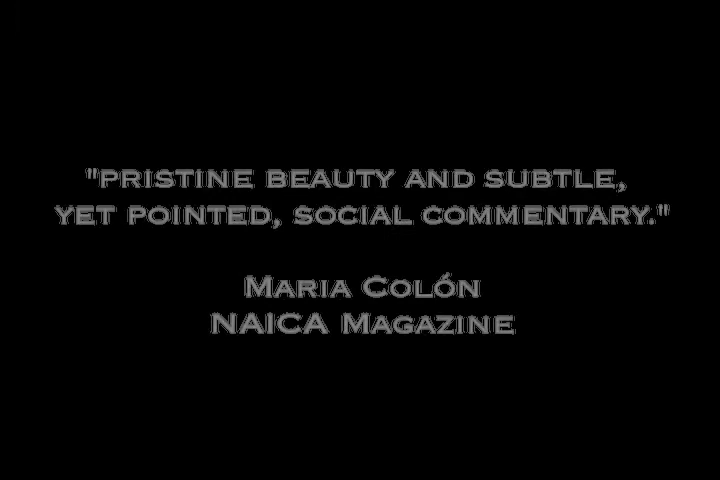 "PRISTINE BEAUTY AND SUBTLE,
YET POINTED, SOCIAL COMMENTARY."
MARIA COLÓN
NAICA MAGAZINE